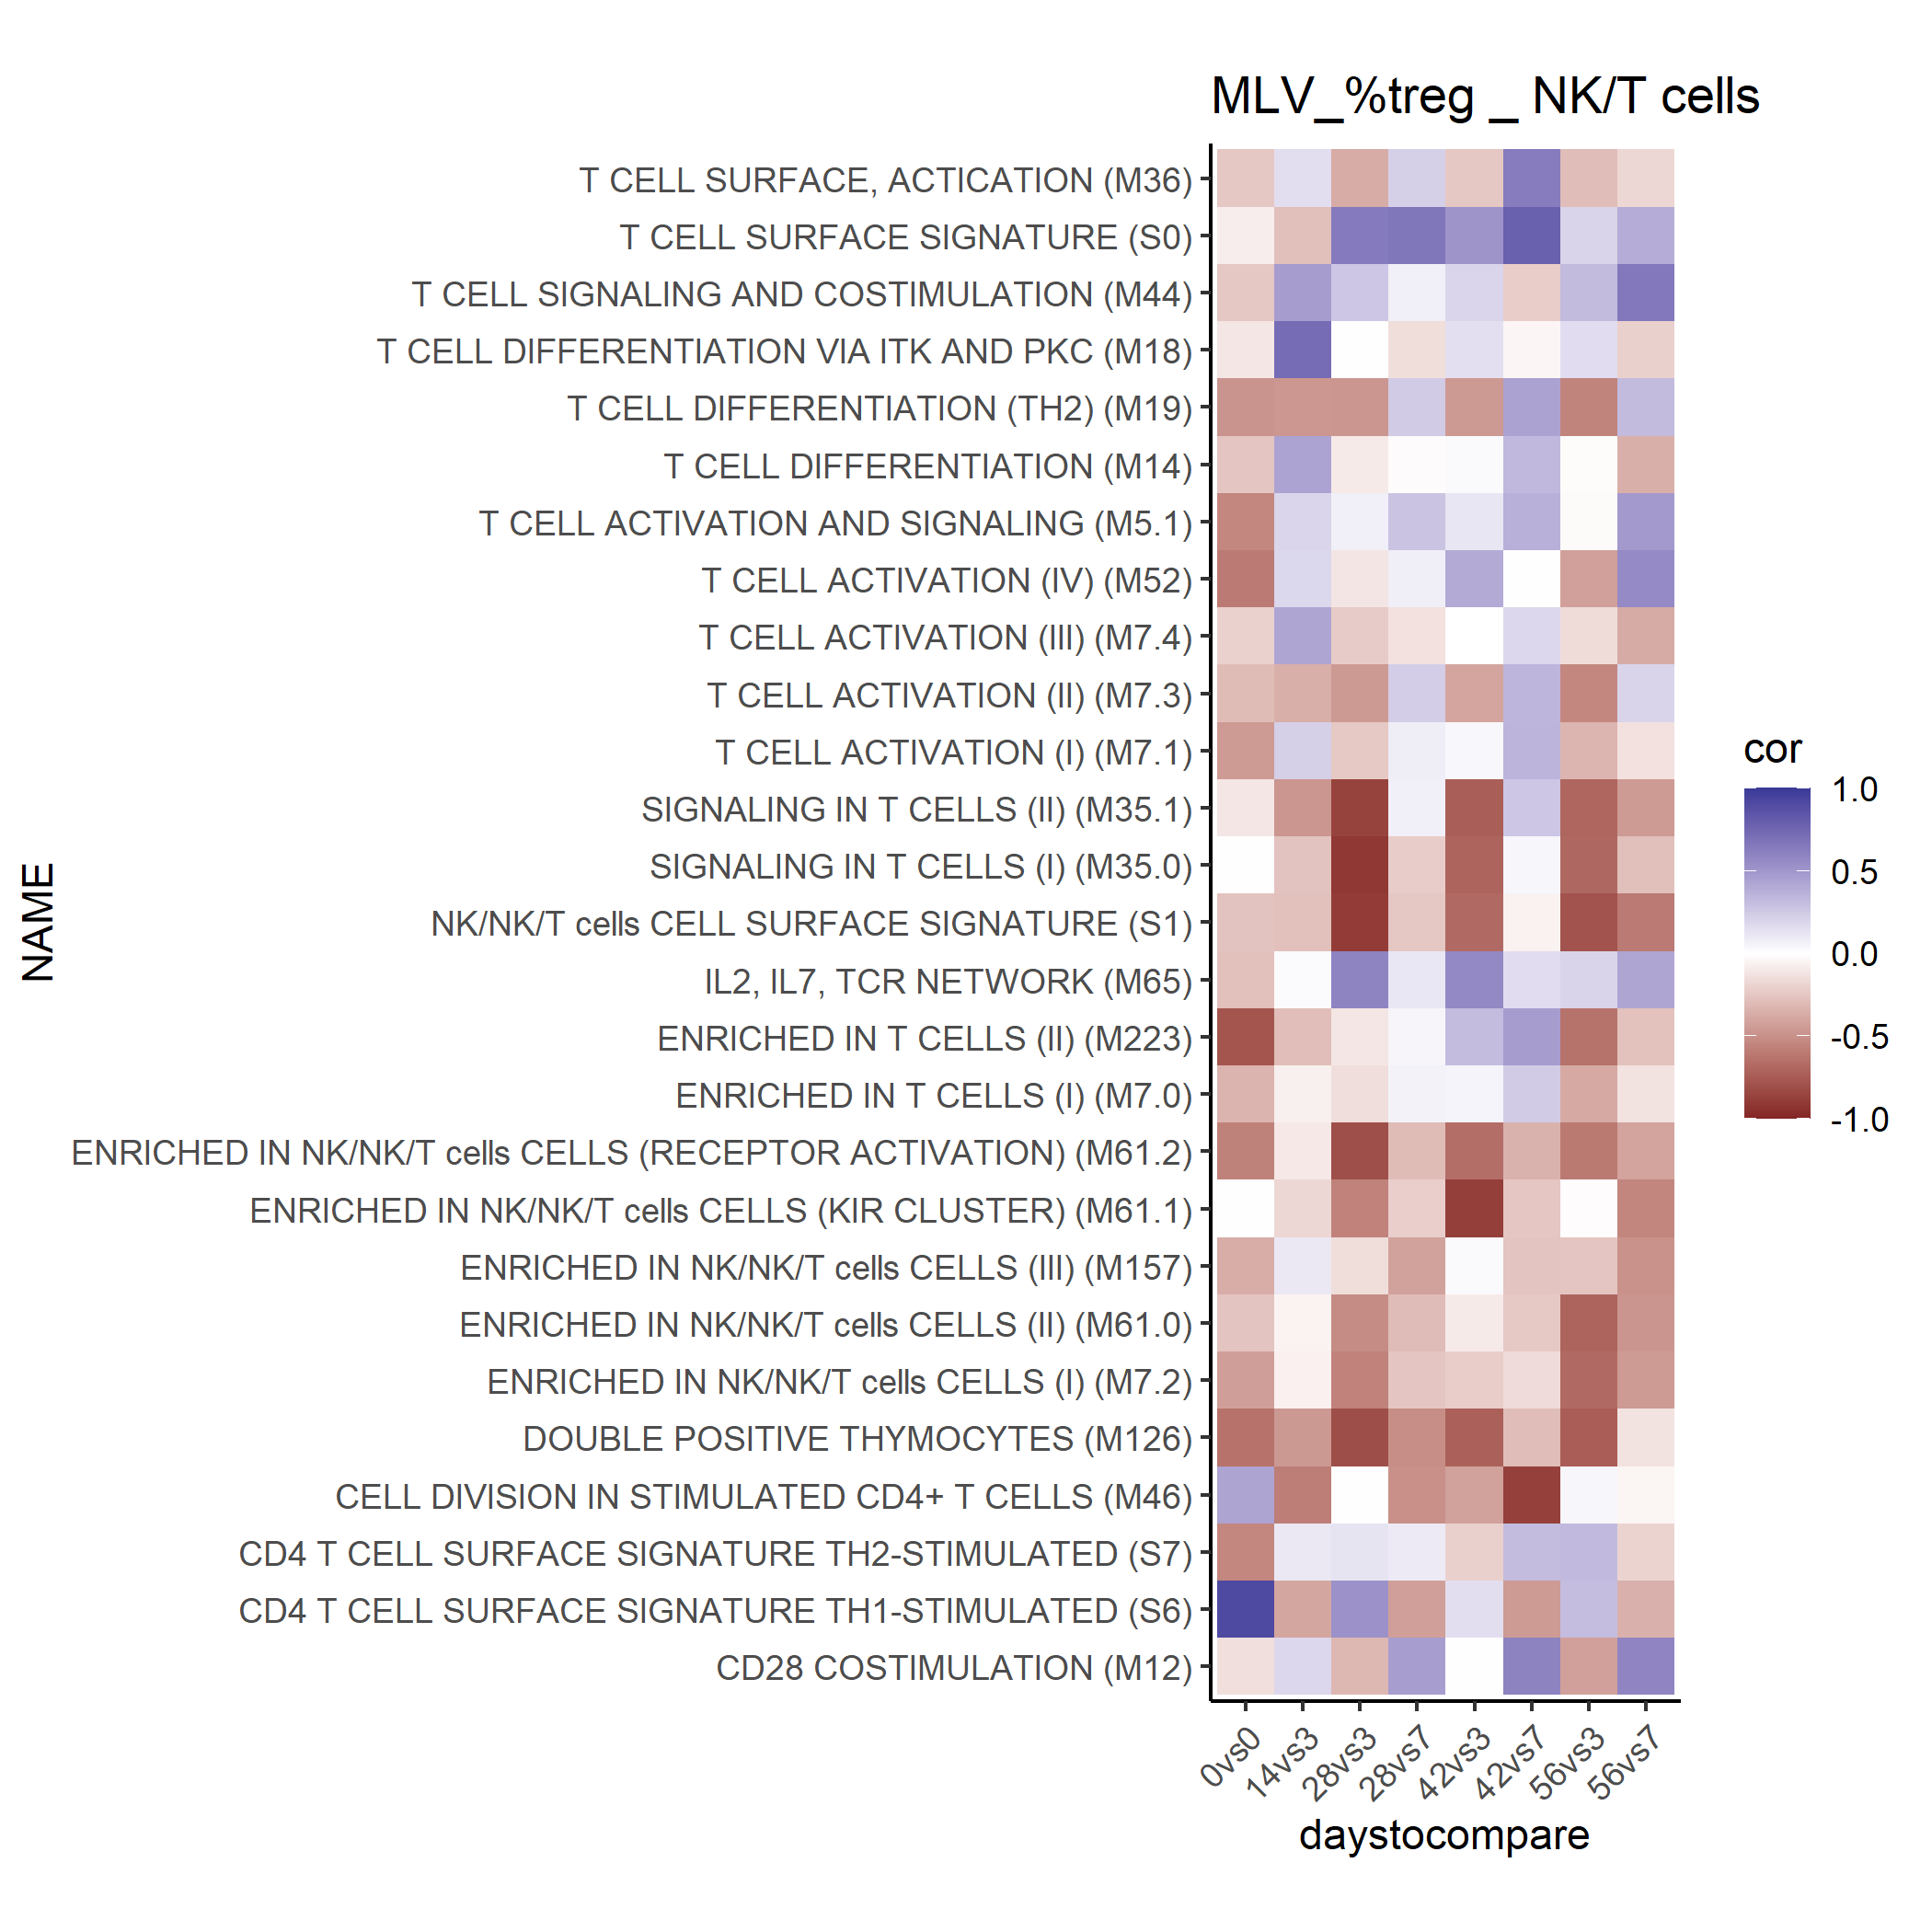 MLV_%treg _ NK/T cells
T CELL SURFACE, ACTICATION (M36)
T CELL SURFACE SIGNATURE (S0)
T CELL SIGNALING AND COSTIMULATION (M44)
T CELL DIFFERENTIATION VIA ITK AND PKC (M18)
T CELL DIFFERENTIATION (TH2) (M19)
T CELL DIFFERENTIATION (M14)
T CELL ACTIVATION AND SIGNALING (M5.1)
T CELL ACTIVATION (IV) (M52)
T CELL ACTIVATION (III) (M7.4)
T CELL ACTIVATION (II) (M7.3)
T CELL ACTIVATION (I) (M7.1)
SIGNALING IN T CELLS (II) (M35.1)
SIGNALING IN T CELLS (I) (M35.0)
NK/NK/T cells CELL SURFACE SIGNATURE (S1)
IL2, IL7, TCR NETWORK (M65)
ENRICHED IN T CELLS (II) (M223)
ENRICHED IN T CELLS (I) (M7.0)
ENRICHED IN NK/NK/T cells CELLS (RECEPTOR ACTIVATION) (M61.2)
ENRICHED IN NK/NK/T cells CELLS (KIR CLUSTER) (M61.1)
ENRICHED IN NK/NK/T cells CELLS (III) (M157)
ENRICHED IN NK/NK/T cells CELLS (II) (M61.0)
ENRICHED IN NK/NK/T cells CELLS (I) (M7.2)
DOUBLE POSITIVE THYMOCYTES (M126)
CELL DIVISION IN STIMULATED CD4+ T CELLS (M46)
CD4 T CELL SURFACE SIGNATURE TH2-STIMULATED (S7)
CD4 T CELL SURFACE SIGNATURE TH1-STIMULATED (S6)
CD28 COSTIMULATION (M12)
NAME
0vs0
14vs3
28vs3
28vs7
42vs3
42vs7
56vs3
56vs7
daystocompare
cor
1.0
0.5
0.0
-0.5
-1.0